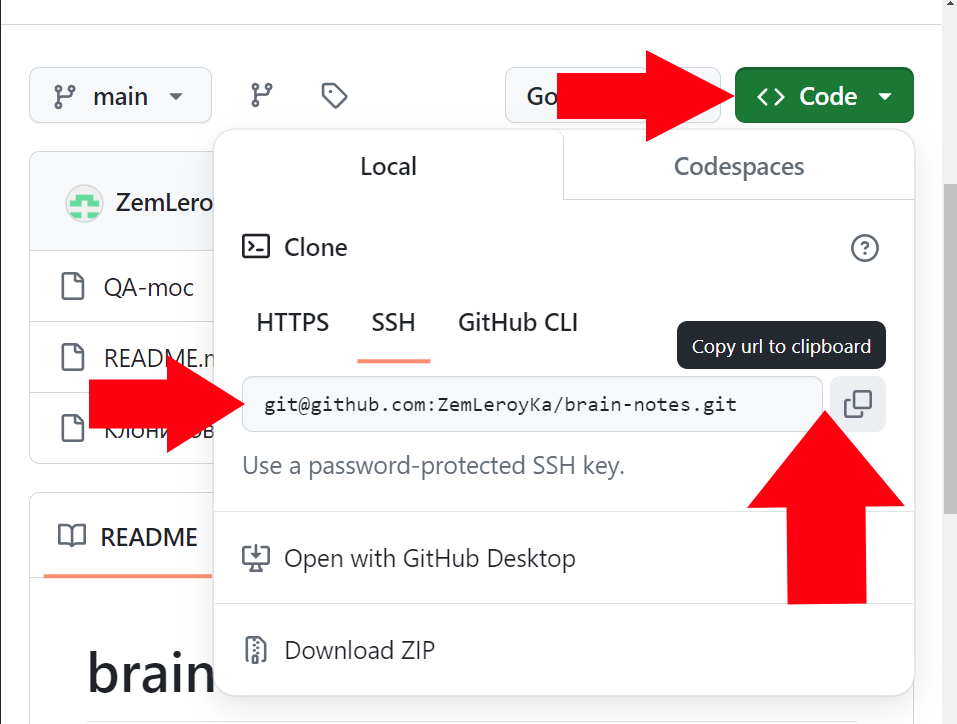 main
Go
Code
Local
Codespaces
ZemLero
Clone
QA-moc
HTTPS
SSH
GitHub CLI
Copy url to clipboard
README.n
git@github.com:ZemLeroyKa/brain-notes.git
Use a password-protected SSH key.
README
Open with GitHub Desktop
Download ZIP
brain